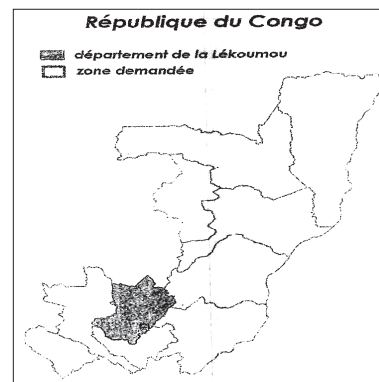 République du Congo
département de la Lékoumou
zone demandée